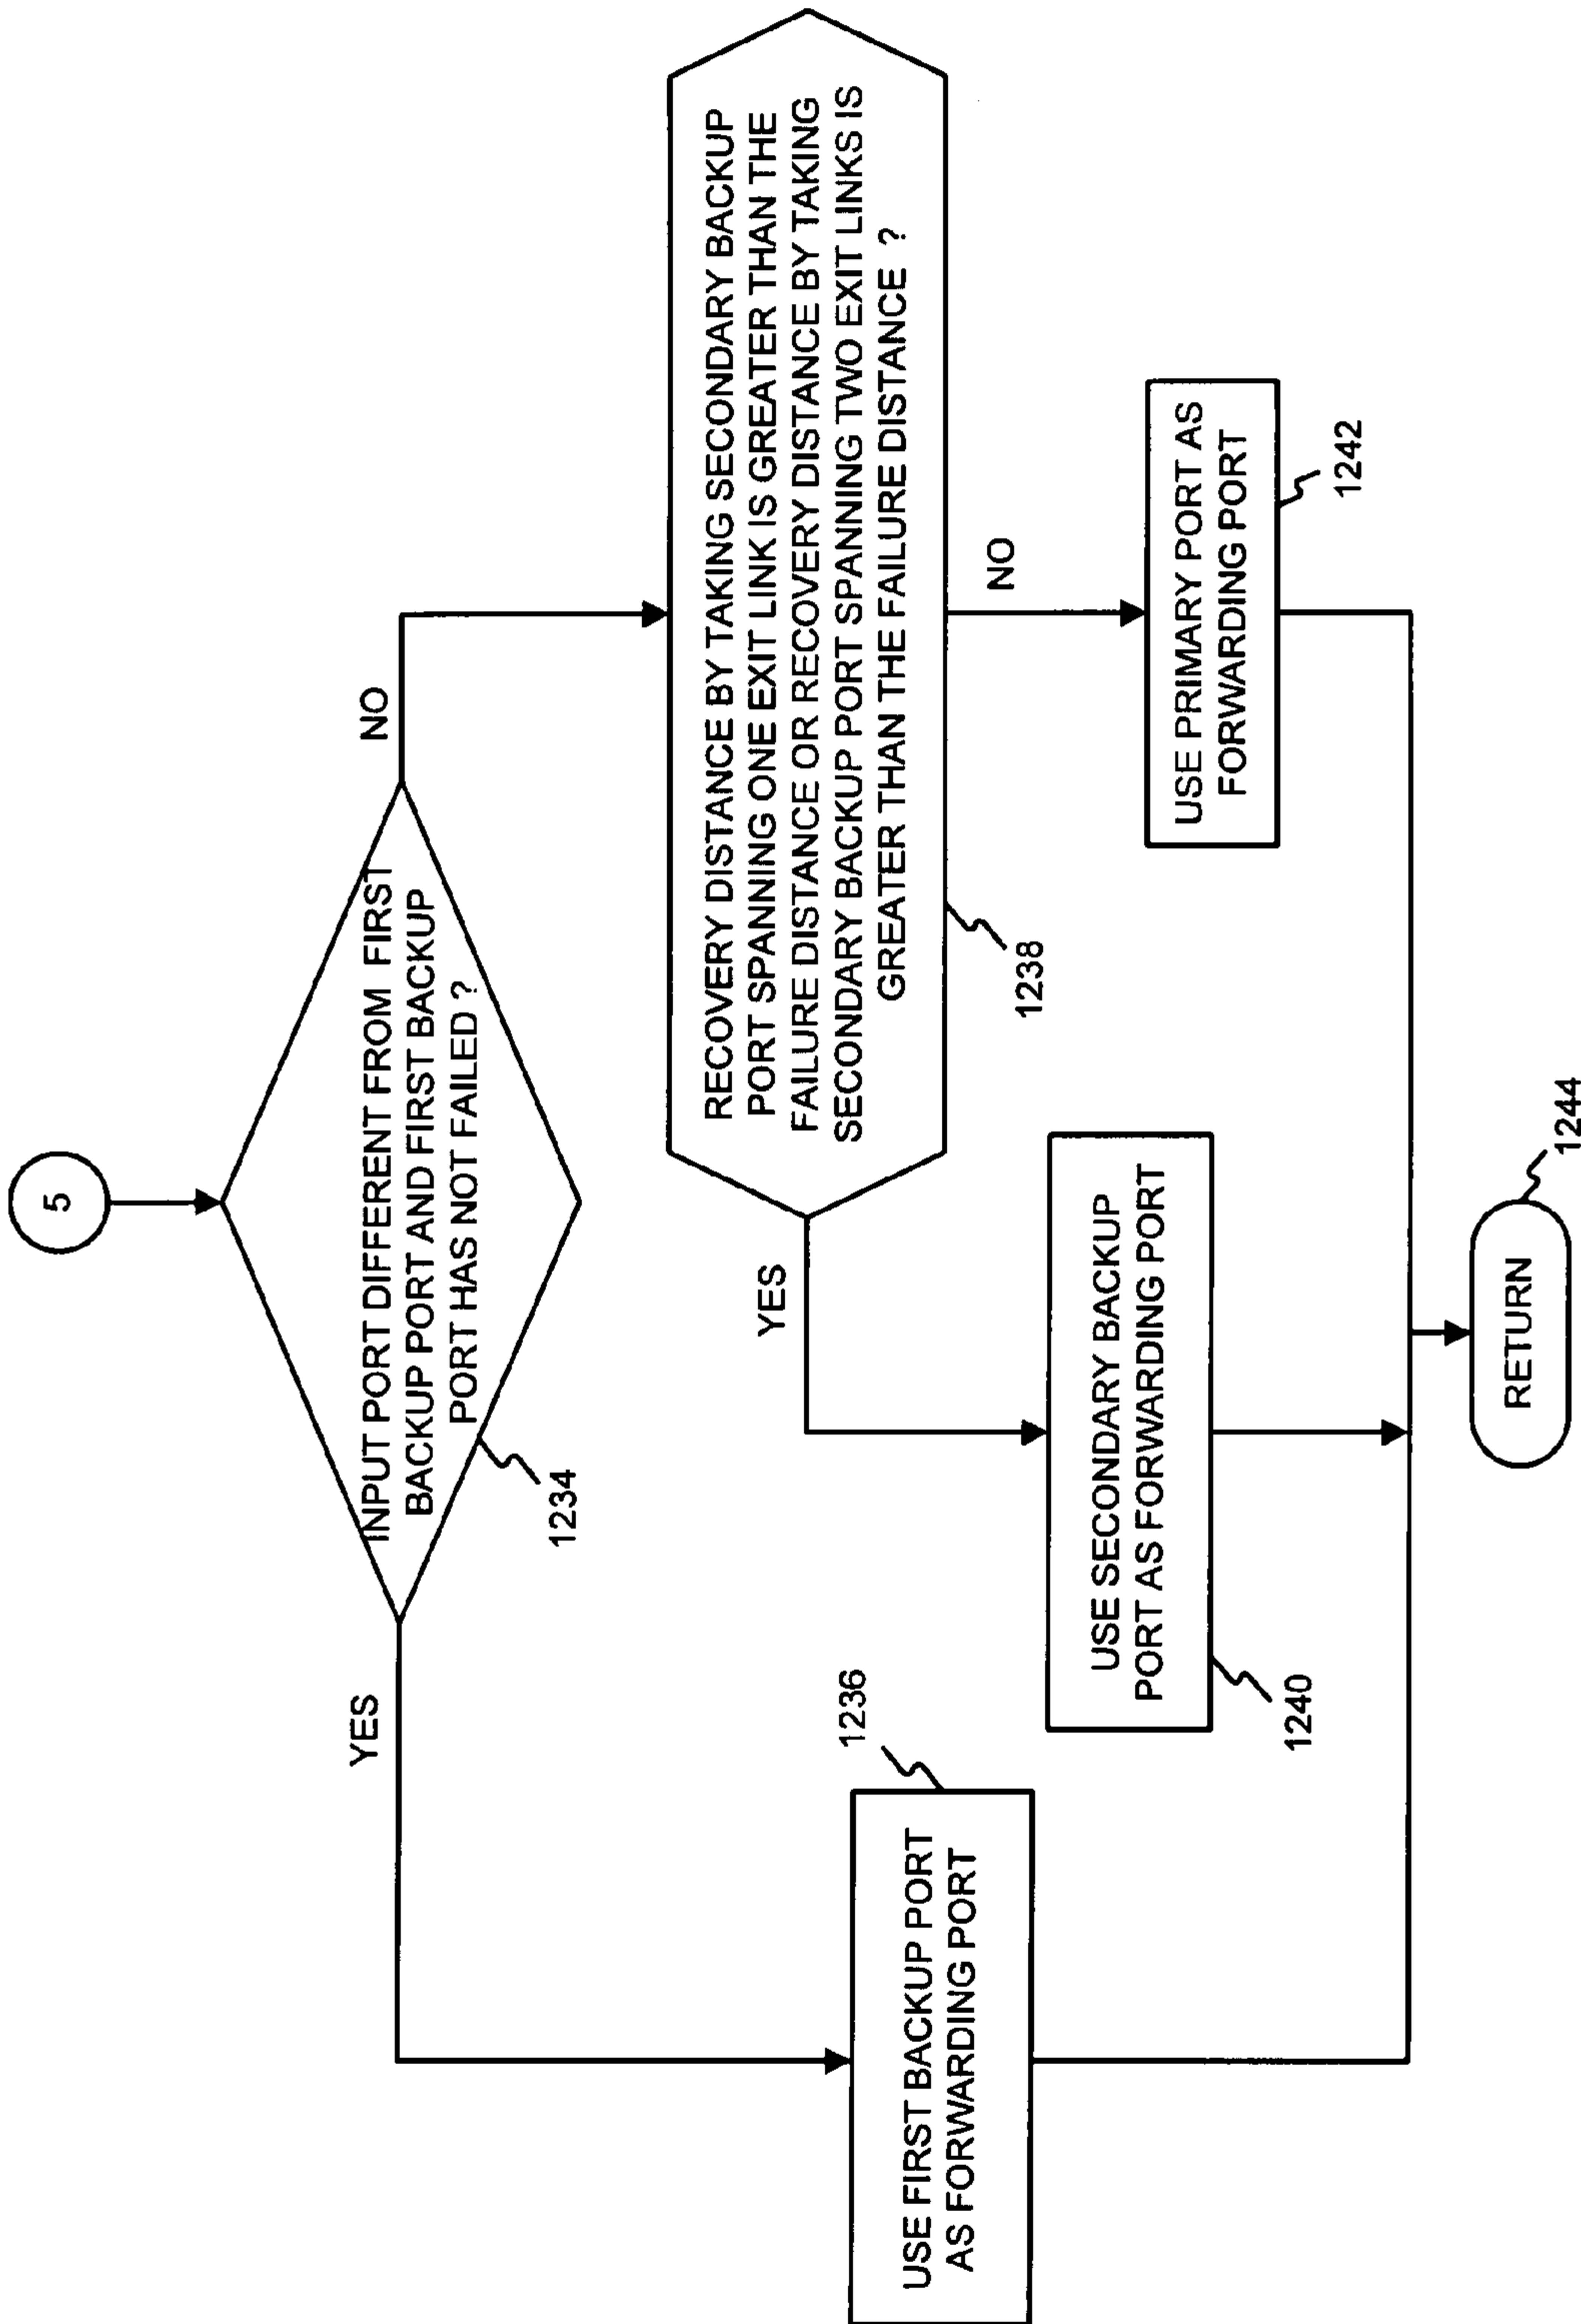 5
INPUT PORT DIFFERENT FROM FIRST
BACKUP PORT AND FIRST BACKUP
PORT HAS NOT FAILED ?
1234
YES
NO
USE FIRST BACKUP PORT
AS FORWARDING PORT
1236
RECOVERY DISTANCE BY TAKING SECONDARY BACKUP
PORT SPANNING ONE EXIT LINK IS GREATER THAN THE
FAILURE DISTANCE OR RECOVERY DISTANCE BY TAKING
SECONDARY BACKUP PORT SPANNING TWO EXIT LINKS IS
GREATER THAN THE FAILURE DISTANCE ?
1238
YES
NO
USE SECONDARY BACKUP
PORT AS FORWARDING PORT
1240
USE PRIMARY PORT AS
FORWARDING PORT
1242
RETURN
1244